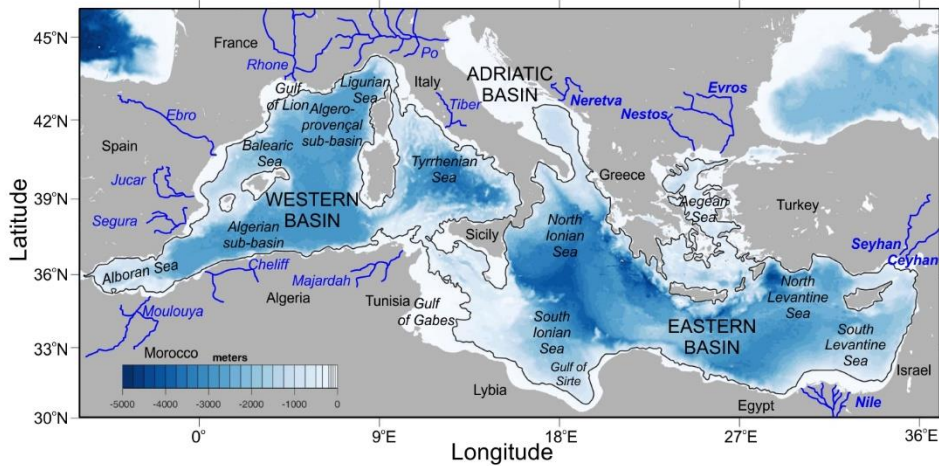 45°N
42°N
39°N
36°N
33°N
30°N
Latitude
France
Rhone
Po
Ligurian
Sea
Gulf
of Lion
Italy
ADRIATIC
BASIN
Algero-
provençal
sub-basin
Tiber
Neretva
Evros
Nestos
Ebro
Spain
Balearic
Sea
Tyrrhenian
Sea
Greece
Aegean
Sea
Turkey
Jucar
Segura
WESTERN
BASIN
Algerian
sub-basin
Sicily
North
Ionian
Sea
Seyhan
Ceyhan
Alboran Sea
Cheliff
Majardah
Moulouya
Algeria
Tunisia
Gulf
of Gabes
North
Levantine
Sea
South
Ionian
Sea
EASTERN
BASIN
South
Levantine
Sea
Morocco
meters
-5000
-4000
-3000
-2000
-1000
0
Gulf of
Sirte
Lybia
Egypt
Nile
Israel
0°
9°E
18°E
27°E
36°E
Longitude